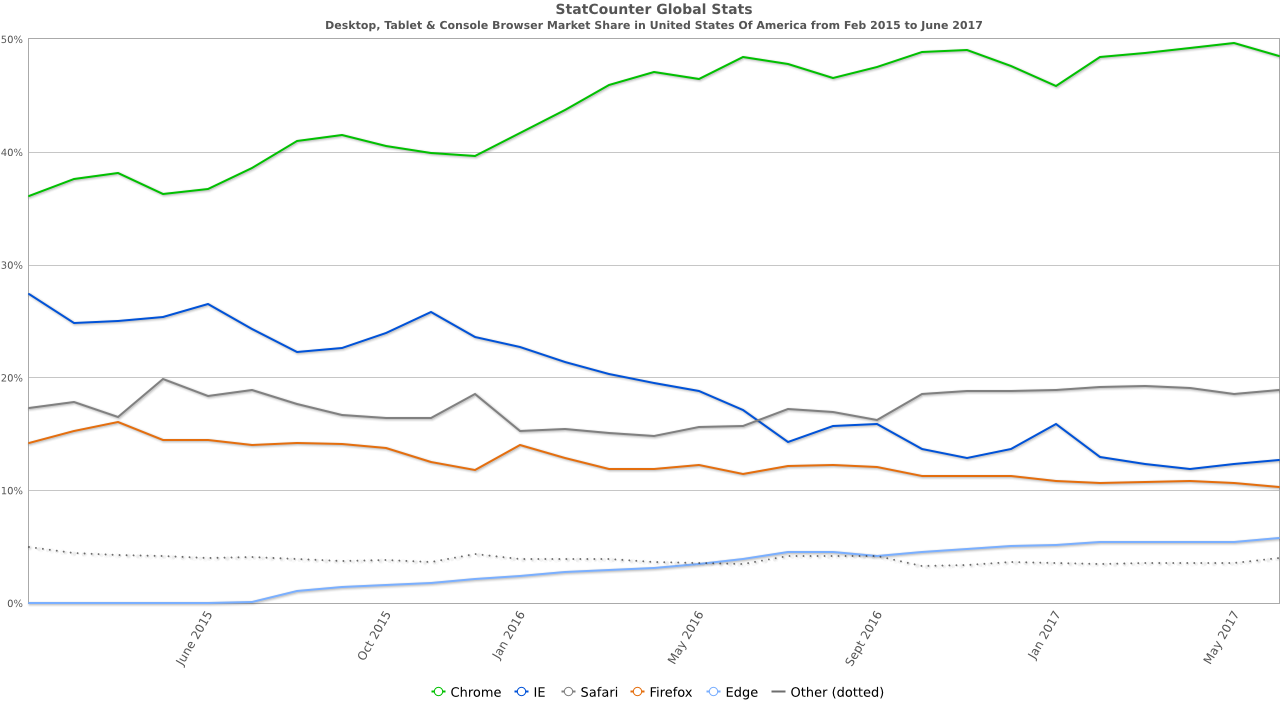 StatCounter Global Stats
Desktop, Tablet & Console Browser Market Share in United States Of America from Feb 2015 to June 2017
50%
40%
30%
20%
10%
0%
June 2015
Oct 2015
Jan 2016
May 2016
Sept 2016
Jan 2017
May 2017
Chrome IE Safari Firefox Edge Other (dotted)